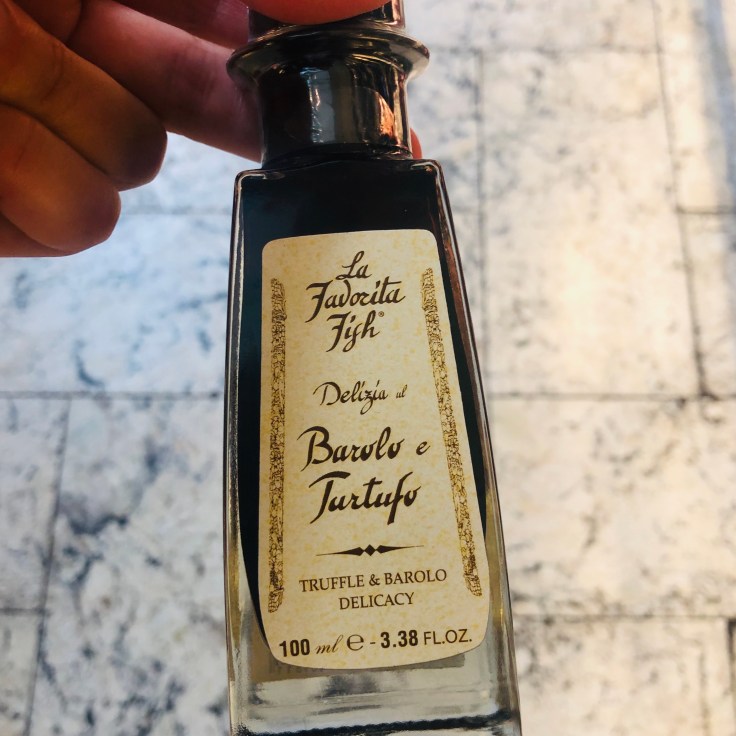 La
Favorita
Fish®
Delizia al
Barolo e
Tartufo
TRUFFLE & BAROLO
DELICACY
100 ml ℮ - 3.38 FL.OZ.